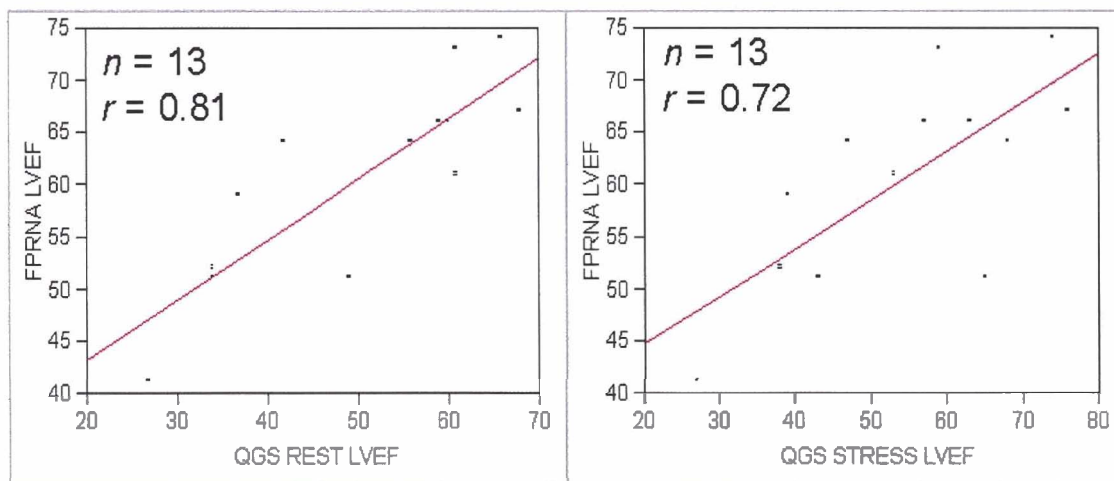 n = 13
r = 0.81
75
70
65
60
55
50
45
40
FPRNA LVEF
20 30 40 50 60 70
QGS REST LVEF
n = 13
r = 0.72
75
70
65
60
55
50
45
40
FPRNA LVEF
20 30 40 50 60 70 80
QGS STRESS LVEF